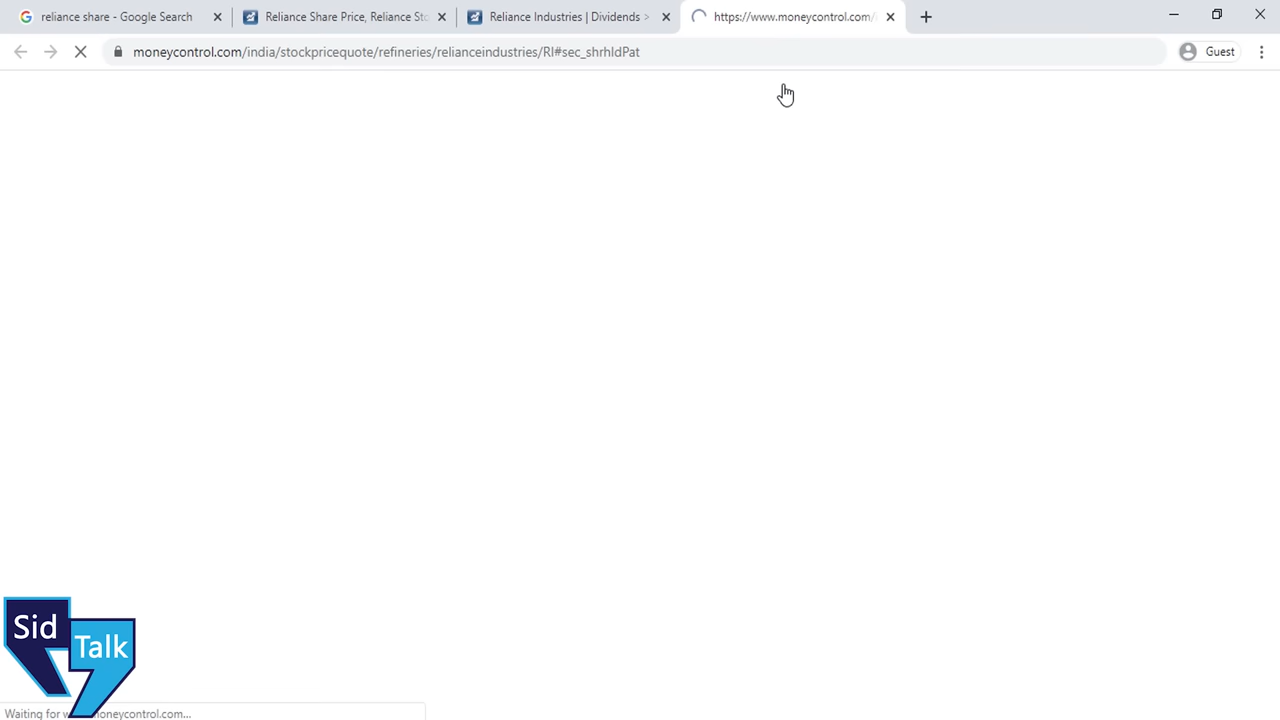 reliance share - Google Search
Reliance Share Price, Reliance Sto
Reliance Industries | Dividends >
https://www.moneycontrol.com/
moneycontrol.com/india/stockpricequote/refineries/relianceindustries/RI#sec_shrhldPat
Guest
Sid
Talk
Waiting for w moneycontrol.com...